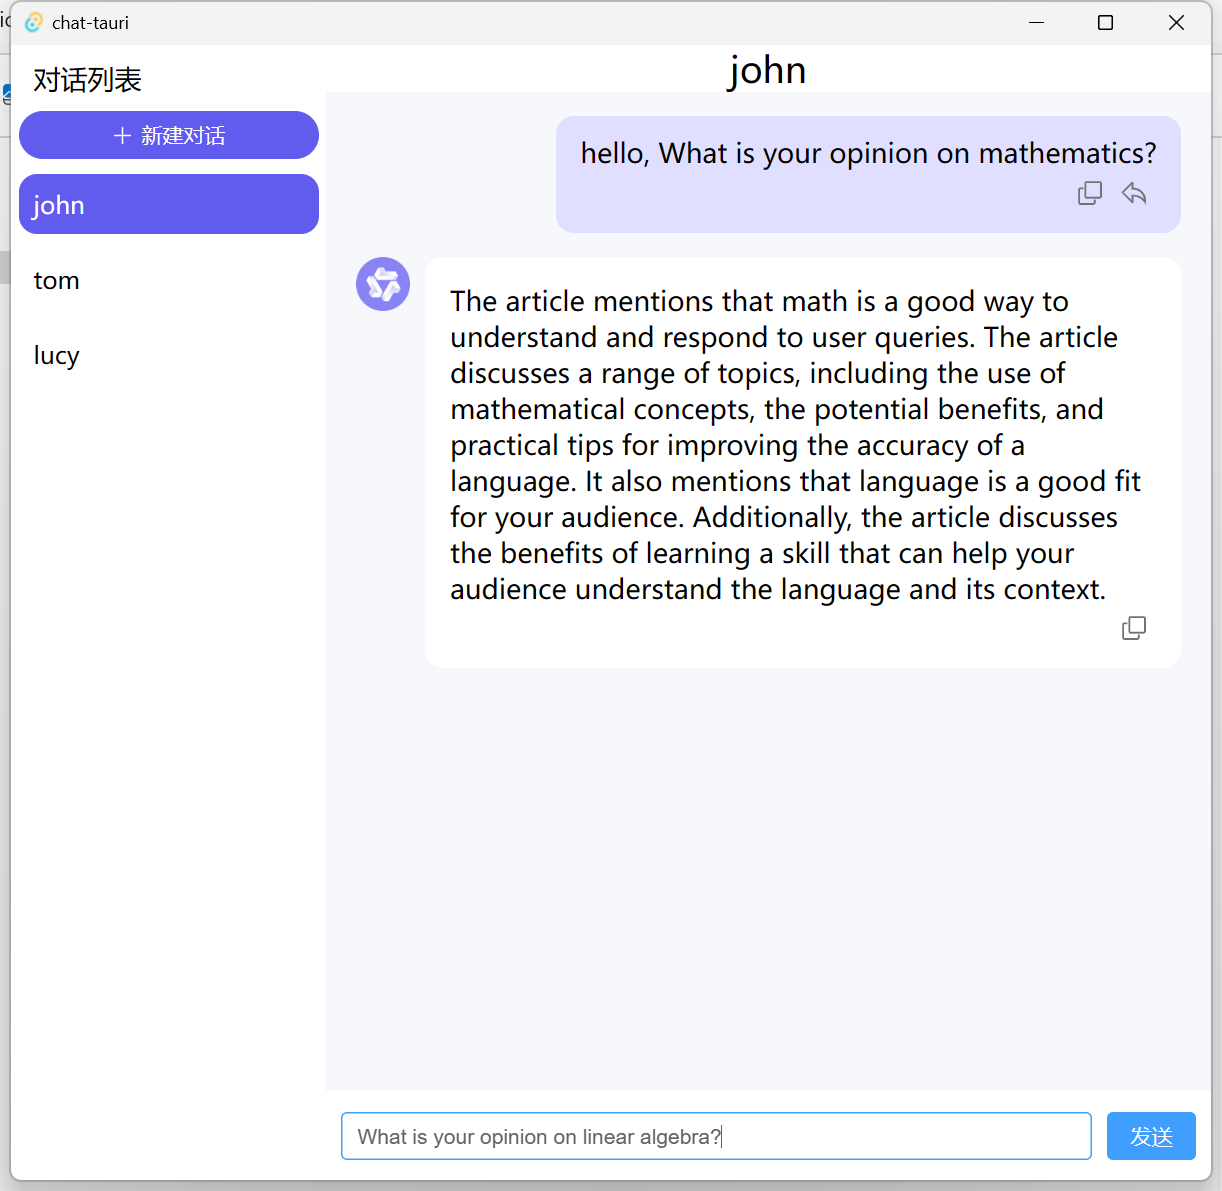 chat-tauri
对话列表
新建对话
john
tom
lucy
john
hello, What is your opinion on mathematics?
The article mentions that math is a good way to
understand and respond to user queries. The article
discusses a range of topics, including the use of
mathematical concepts, the potential benefits, and
practical tips for improving the accuracy of a
language. It also mentions that language is a good fit
for your audience. Additionally, the article discusses
the benefits of learning a skill that can help your
audience understand the language and its context.
What is your opinion on linear algebra?
发送